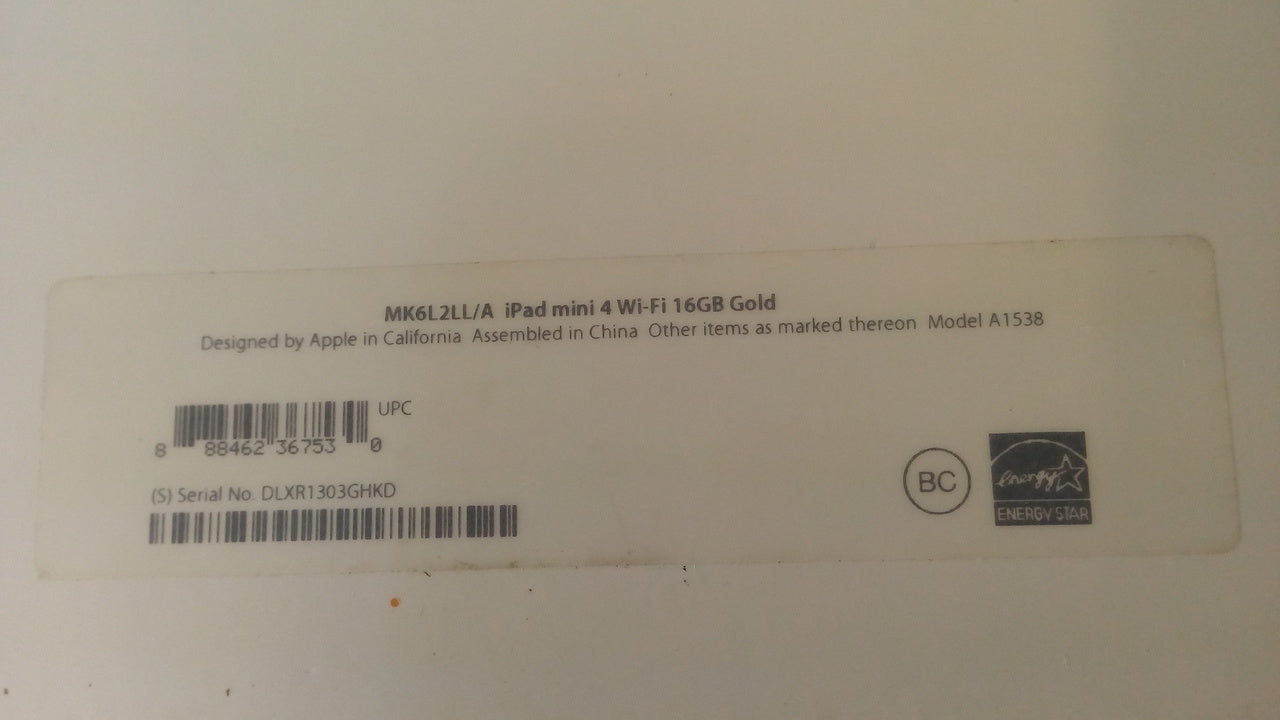 MK6L2LL/A iPad mini 4 Wi-Fi 16GB Gold
Designed by Apple in California Assembled in China Other items as marked thereon Model A1538
UPC
8 88462 36753 0
(S) Serial No. DLXR1303GHKD
BC
energy
ENERGY STAR